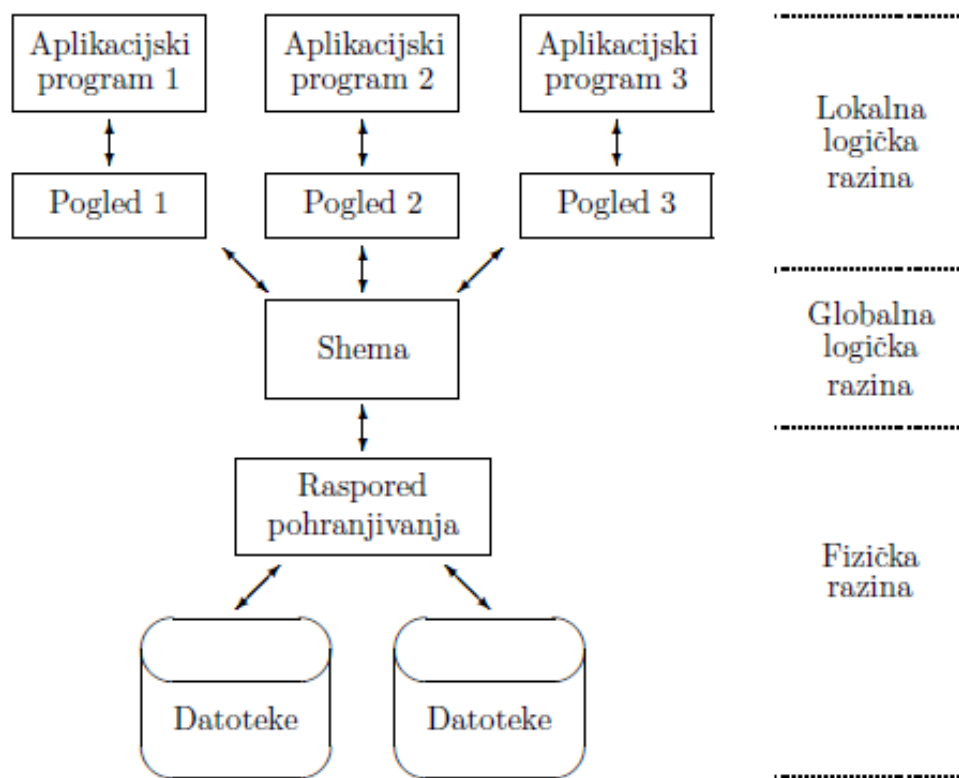 Aplikacijski
program 1
Aplikacijski
program 2
Aplikacijski
program 3
Lokalna
logička
razina
Pogled 1
Pogled 2
Pogled 3
Shema
Globalna
logička
razina
Raspored
pohranjivanja
Fizička
razina
Datoteke
Datoteke